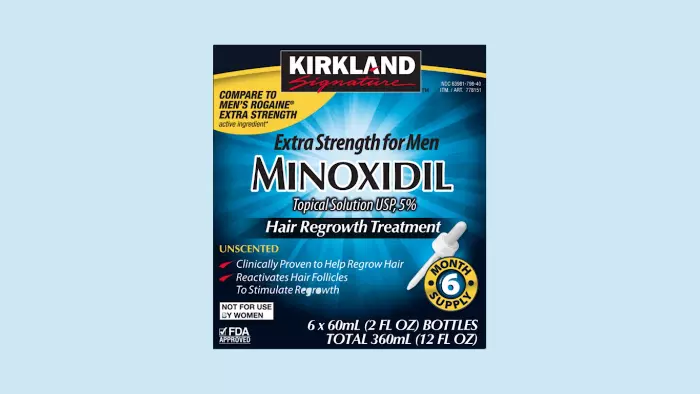 KIRKLAND
Signature™
NDC 63981-799-40
ITM. / ART. 778151
COMPARE TO
MEN'S ROGAINE®
EXTRA STRENGTH
active ingredient*
Extra Strength for Men
MINOXIDIL
Topical Solution USP, 5%
Hair Regrowth Treatment
UNSCENTED
Clinically Proven to Help Regrow Hair
Reactivates Hair Follicles
To Stimulate Regrowth
MONTH
6
SUPPLY
NOT FOR USE
BY WOMEN
FDA
APPROVED
6 x 60mL (2 FL OZ) BOTTLES
TOTAL 360mL (12 FL OZ)